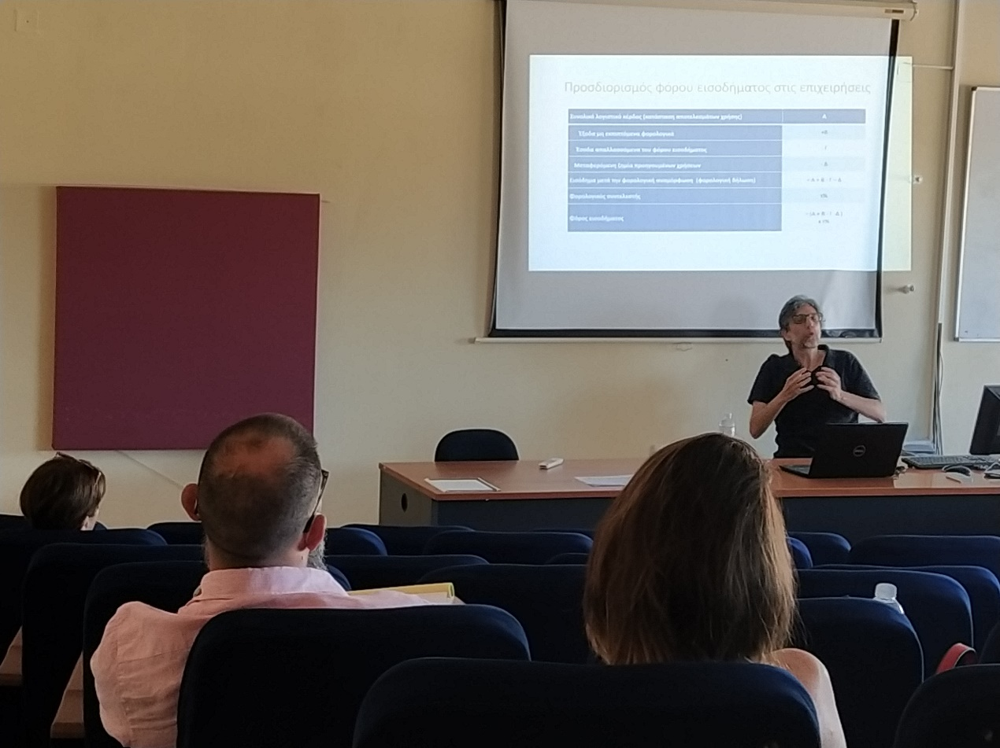 Προσδιορισμός φόρου εισοδήματος στις επιχειρήσεις
Συνολικό λογιστικό κέρδος (κατάσταση αποτελεσμάτων χρήσης) Α
Έξοδα μη εκπιπτόμενα φορολογικά +Β
Έσοδα απαλλασσόμενα του φόρου εισοδήματος - Γ
Μεταφερόμενη ζημία προηγουμένων χρήσεων - Δ
Εισόδημα μετά την φορολογική αναμόρφωση (φορολογική δήλωση) = Α + Β - Γ – Δ
Φορολογικός συντελεστής
Φόρος εισοδήματος = (Α + Β - Γ - Δ)
DELL